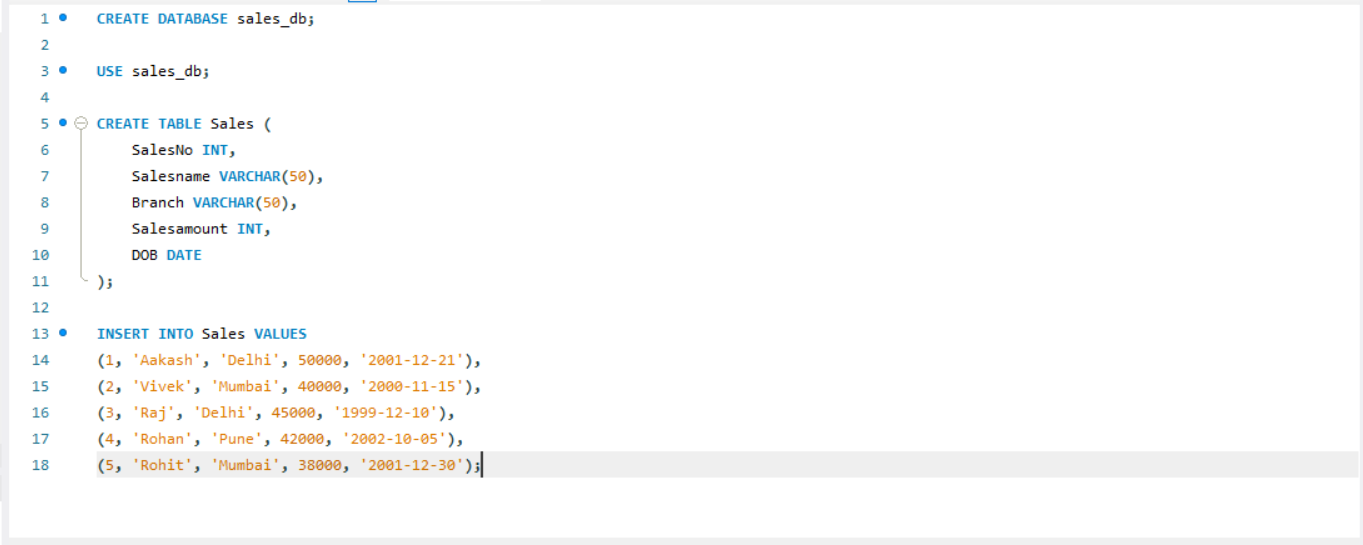 1 CREATE DATABASE sales_db;
2
3 USE sales_db;
4
5 CREATE TABLE Sales (
6 SalesNo INT,
7 Salesname VARCHAR(50),
8 Branch VARCHAR(50),
9 Salesamount INT,
10 DOB DATE
11 );
12
13 INSERT INTO Sales VALUES
14 (1, 'Aakash', 'Delhi', 50000, '2001-12-21'),
15 (2, 'Vivek', 'Mumbai', 40000, '2000-11-15'),
16 (3, 'Raj', 'Delhi', 45000, '1999-12-10'),
17 (4, 'Rohan', 'Pune', 42000, '2002-10-05'),
18 (5, 'Rohit', 'Mumbai', 38000, '2001-12-30');